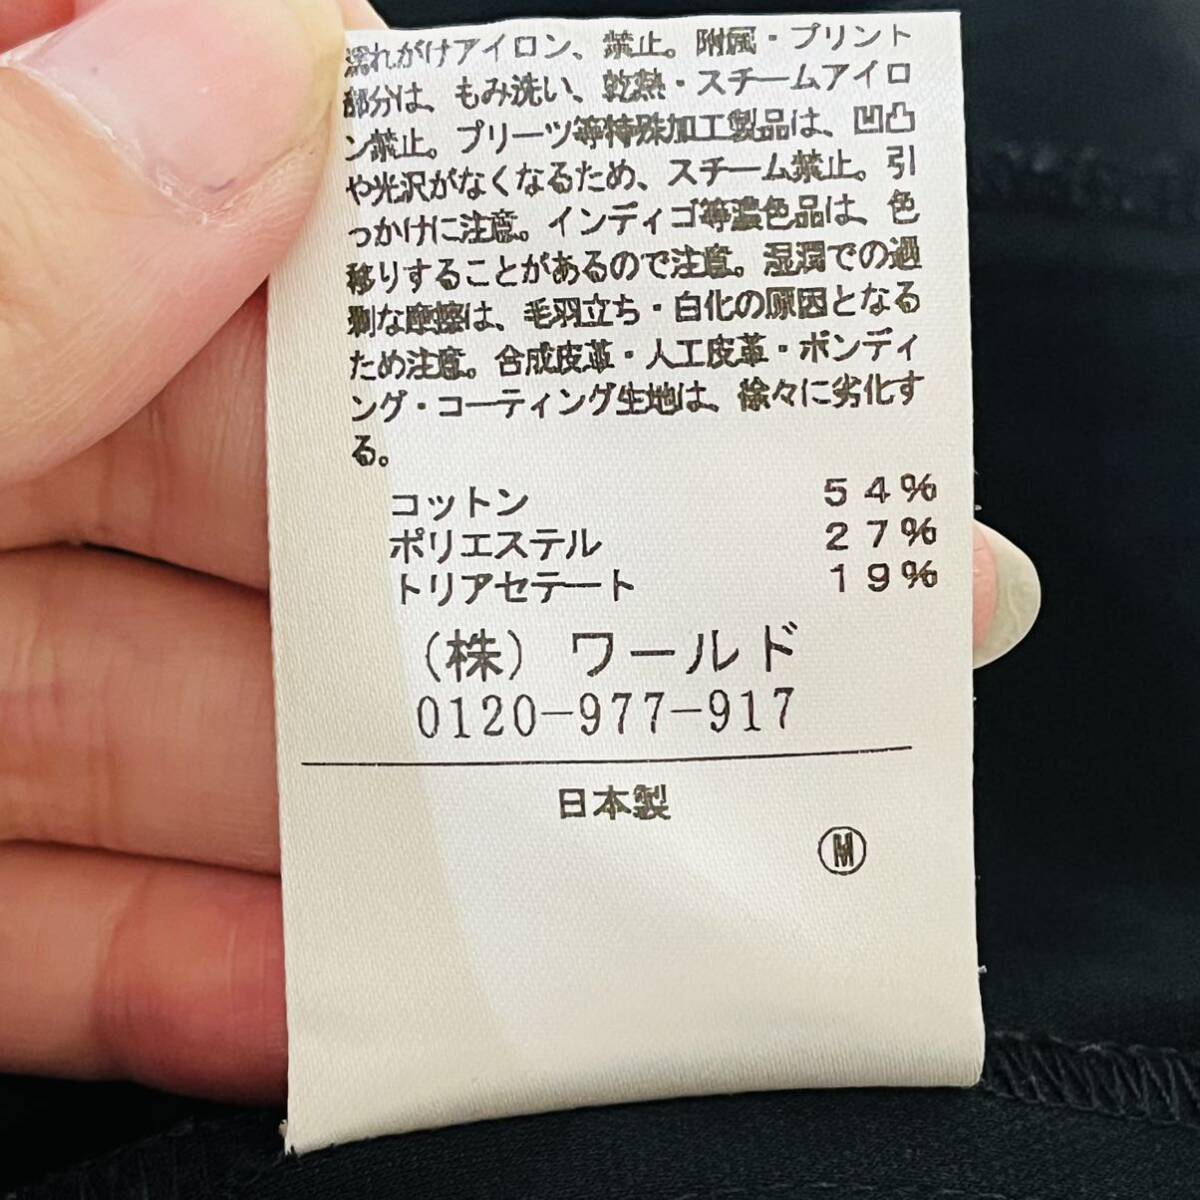 濡れがけアイロン、禁止。附属・プリント
部分は、もみ洗い、乾熱・スチームアイロ
ン禁止。プリーツ等特殊加工製品は、凹凸
や光沢がなくなるため、スチーム禁止。引
っかけに注意。インディゴ等濃色品は、色
移りすることがあるので注意。湿潤での過
剰な摩擦は、毛羽立ち・白化の原因となる
ため注意。合成皮革・人工皮革・ボンディ
ング・コーティング生地は、徐々に劣化す
る。
コットン 54%
ポリエステル 27%
トリアセテート 19%
(株) ワールド
0120-977-917
日本製
Ⓜ